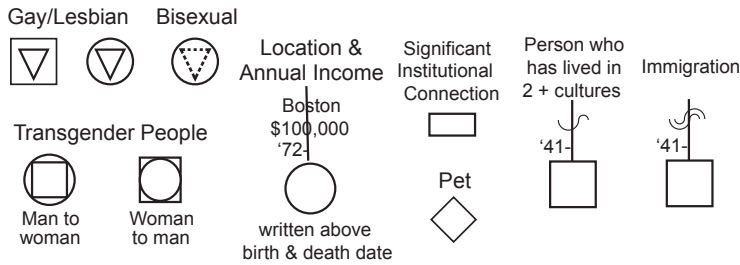 Gay/Lesbian
Bisexual
Location &
Annual Income
Boston
$100,000
‘72-
written above
birth & death date
Significant
Institutional
Connection
Person who
has lived in
2 + cultures
‘41-
Immigration
‘41-
Transgender People
Man to
woman
Woman
to man
Pet